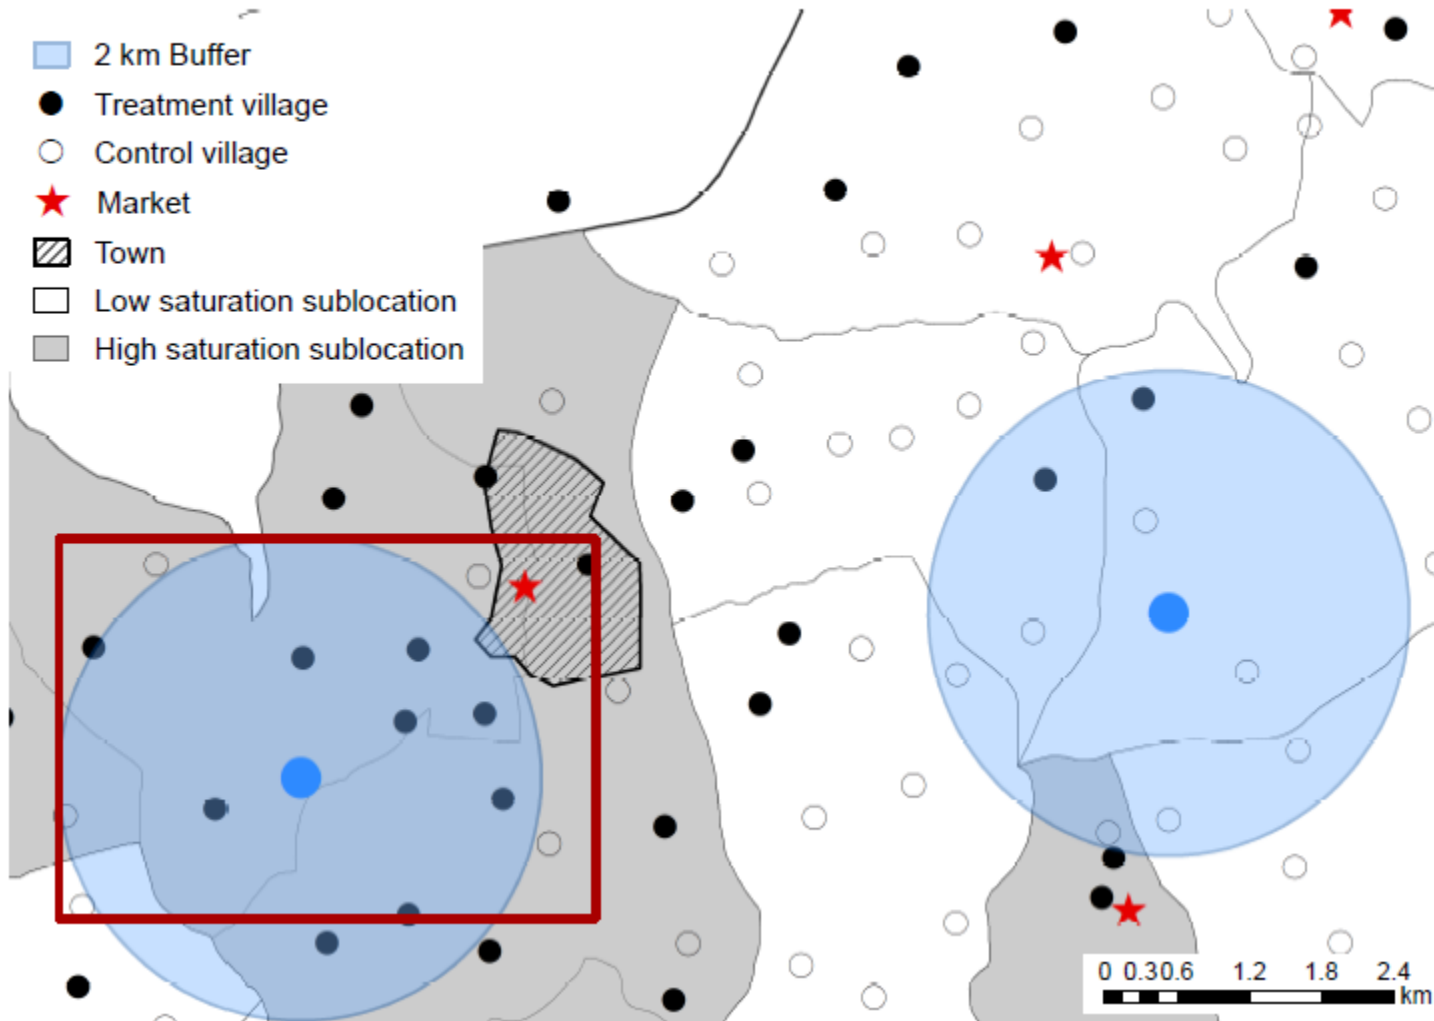 2 km Buffer
Treatment village
Control village
Market
Town
Low saturation sublocation
High saturation sublocation
0 0.30.6 1.2 1.8 2.4
km